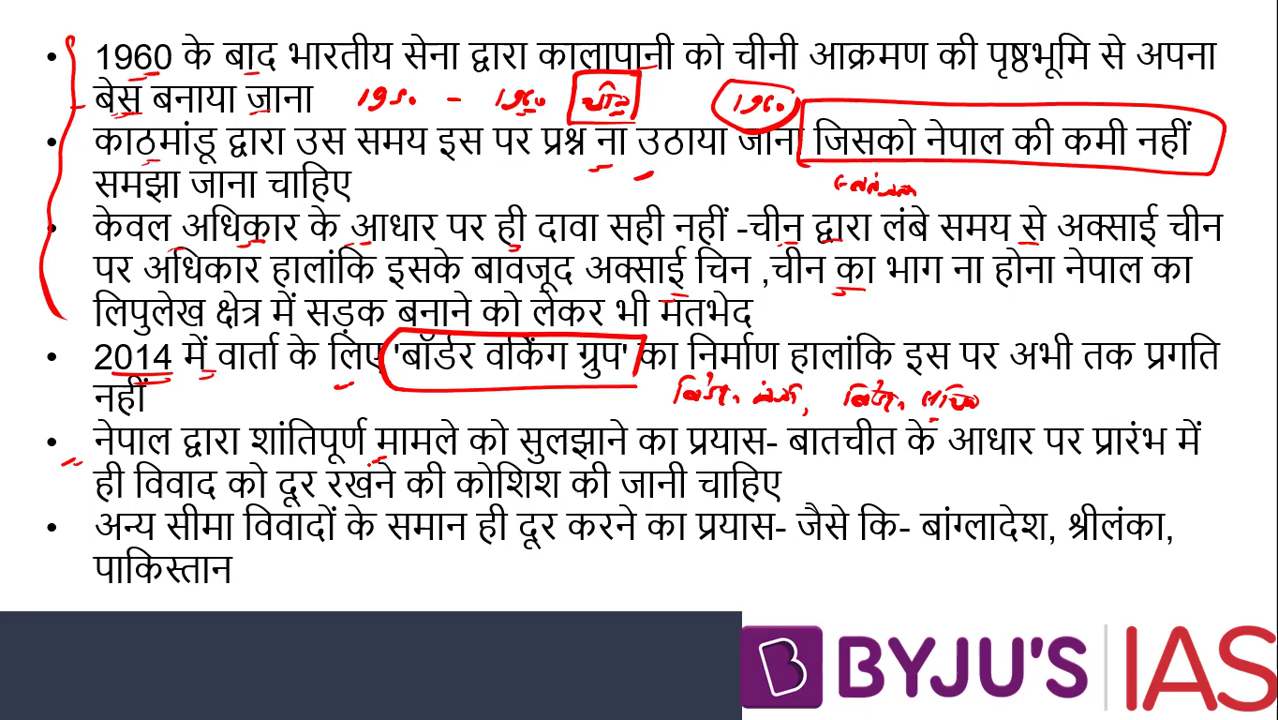 • 1960 के बाद भारतीय सेना द्वारा कालापानी को चीनी आक्रमण की पृष्ठभूमि से अपना
बेस बनाया जाना 1950 - 1960 चीन 1960
• काठमांडू द्वारा उस समय इस पर प्रश्न ना उठाया जाना जिसको नेपाल की कमी नहीं
समझा जाना चाहिए
• केवल अधिकार के आधार पर ही दावा सही नहीं -चीन द्वारा लंबे समय से अक्साई चीन
पर अधिकार हालांकि इसके बावजूद अक्साई चिन ,चीन का भाग ना होना नेपाल का
लिपुलेख क्षेत्र में सड़क बनाने को लेकर भी मतभेद
• 2014 में वार्ता के लिए 'बॉर्डर वर्किंग ग्रुप' का निर्माण हालांकि इस पर अभी तक प्रगति
नहीं
• नेपाल द्वारा शांतिपूर्ण मामले को सुलझाने का प्रयास- बातचीत के आधार पर प्रारंभ में
ही विवाद को दूर रखने की कोशिश की जानी चाहिए
• अन्य सीमा विवादों के समान ही दूर करने का प्रयास- जैसे कि- बांग्लादेश, श्रीलंका,
पाकिस्तान
BYJU'S IAS